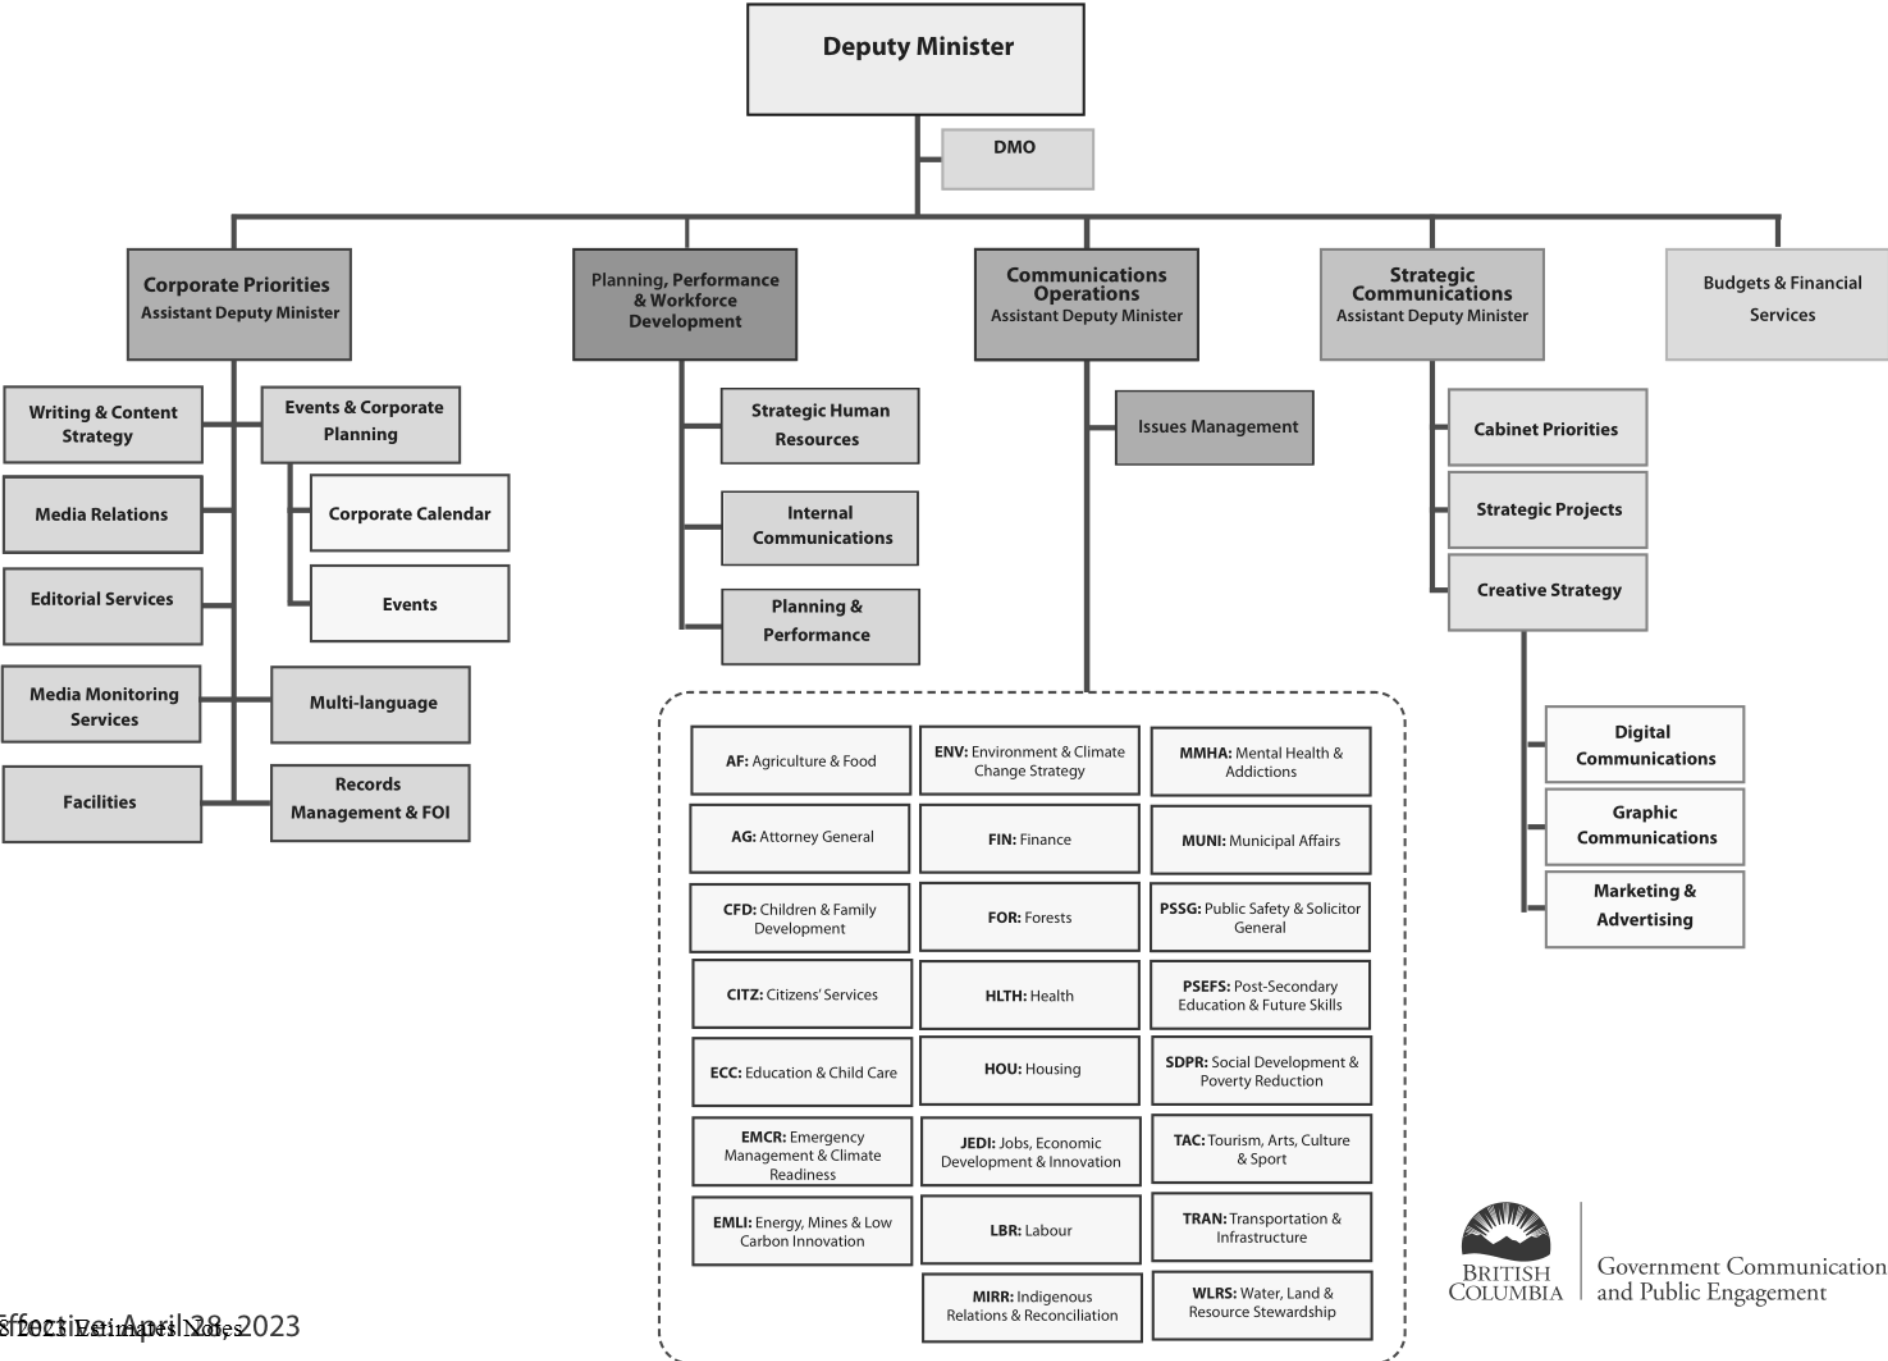 Deputy Minister
DMO
Corporate Priorities
Assistant Deputy Minister
Writing & Content
Strategy
Events & Corporate
Planning
Media Relations
Corporate Calendar
Editorial Services
Events
Media Monitoring
Services
Multi-language
Facilities
Records
Management & FOI
Planning, Performance
& Workforce
Development
Strategic Human
Resources
Internal
Communications
Planning &
Performance
Communications
Operations
Assistant Deputy Minister
Issues Management
AF: Agriculture & Food
AG: Attorney General
CFD: Children & Family
Development
CITZ: Citizens' Services
ECC: Education & Child Care
EMCR: Emergency
Management & Climate
Readiness
EMLI: Energy, Mines & Low
Carbon Innovation
ENV: Environment & Climate
Change Strategy
FIN: Finance
FOR: Forests
HLTH: Health
HOU: Housing
JEDI: Jobs, Economic
Development & Innovation
LBR: Labour
MIRR: Indigenous
Relations & Reconciliation
MMHA: Mental Health &
Addictions
MUNI: Municipal Affairs
PSSG: Public Safety & Solicitor
General
PSEFS: Post-Secondary
Education & Future Skills
SDPR: Social Development &
Poverty Reduction
TAC: Tourism, Arts, Culture
& Sport
TRAN: Transportation &
Infrastructure
WLRS: Water, Land &
Resource Stewardship
Strategic
Communications
Assistant Deputy Minister
Cabinet Priorities
Strategic Projects
Creative Strategy
Digital
Communications
Graphic
Communications
Marketing &
Advertising
Budgets & Financial
Services
BRITISH
COLUMBIA
Government Communication
and Public Engagement
Effective: April 28, 2023
2023 Estimates Notes